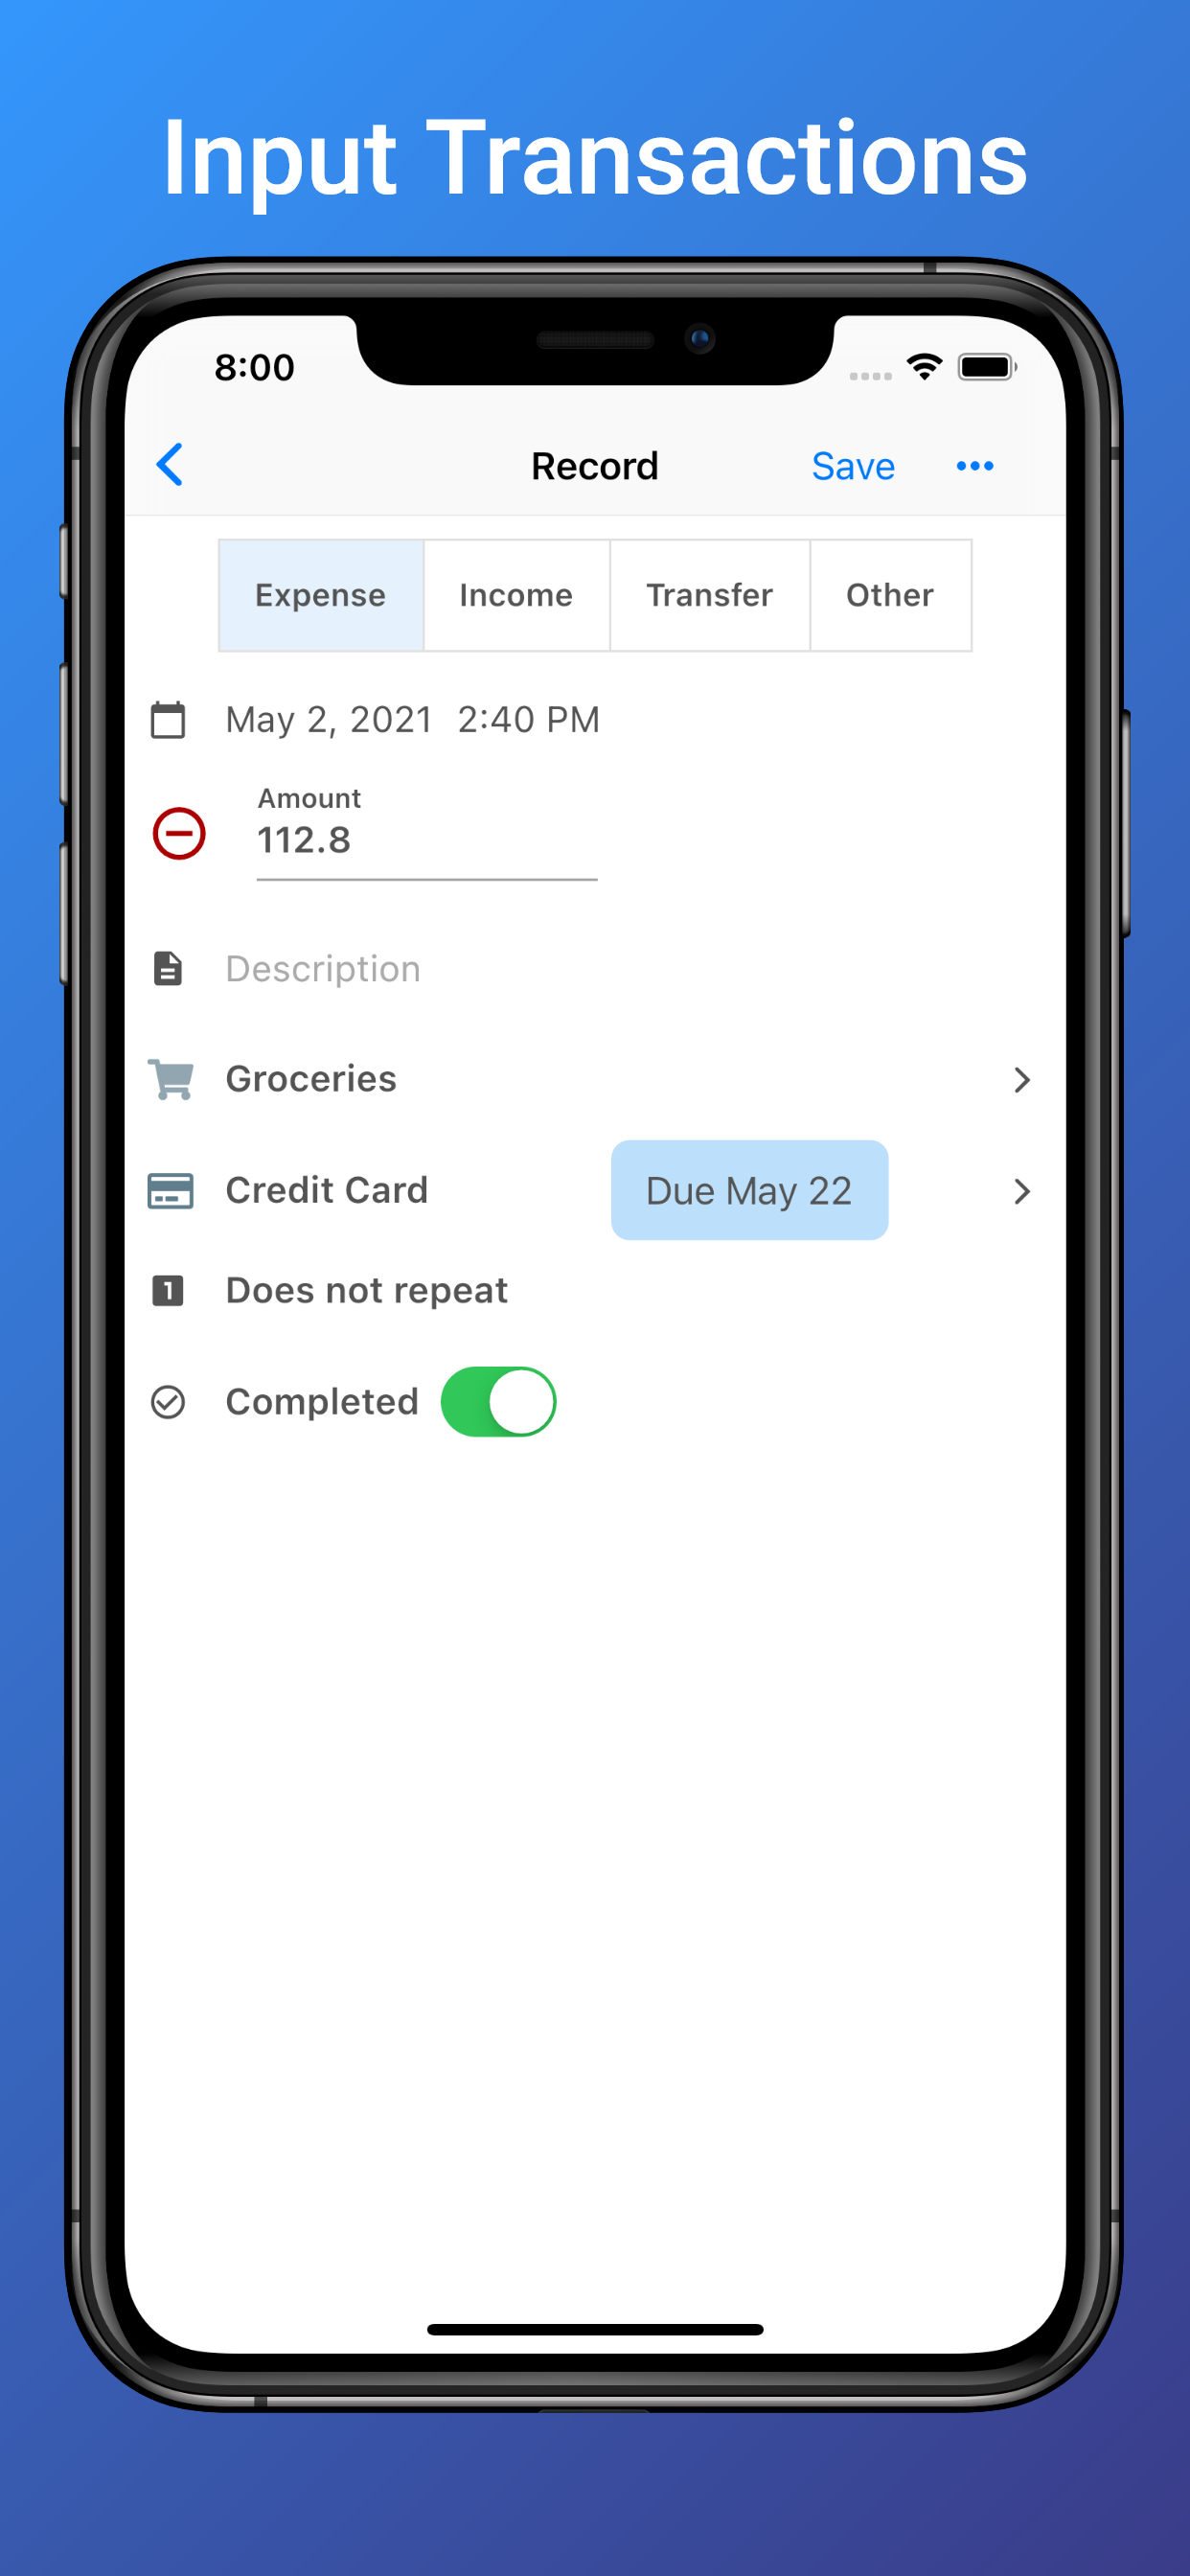 Input Transactions
8:00
Record Save
Expense Income Transfer Other
May 2, 2021 2:40 PM
Amount
112.8
Description
Groceries
Credit Card Due May 22
1 Does not repeat
Completed